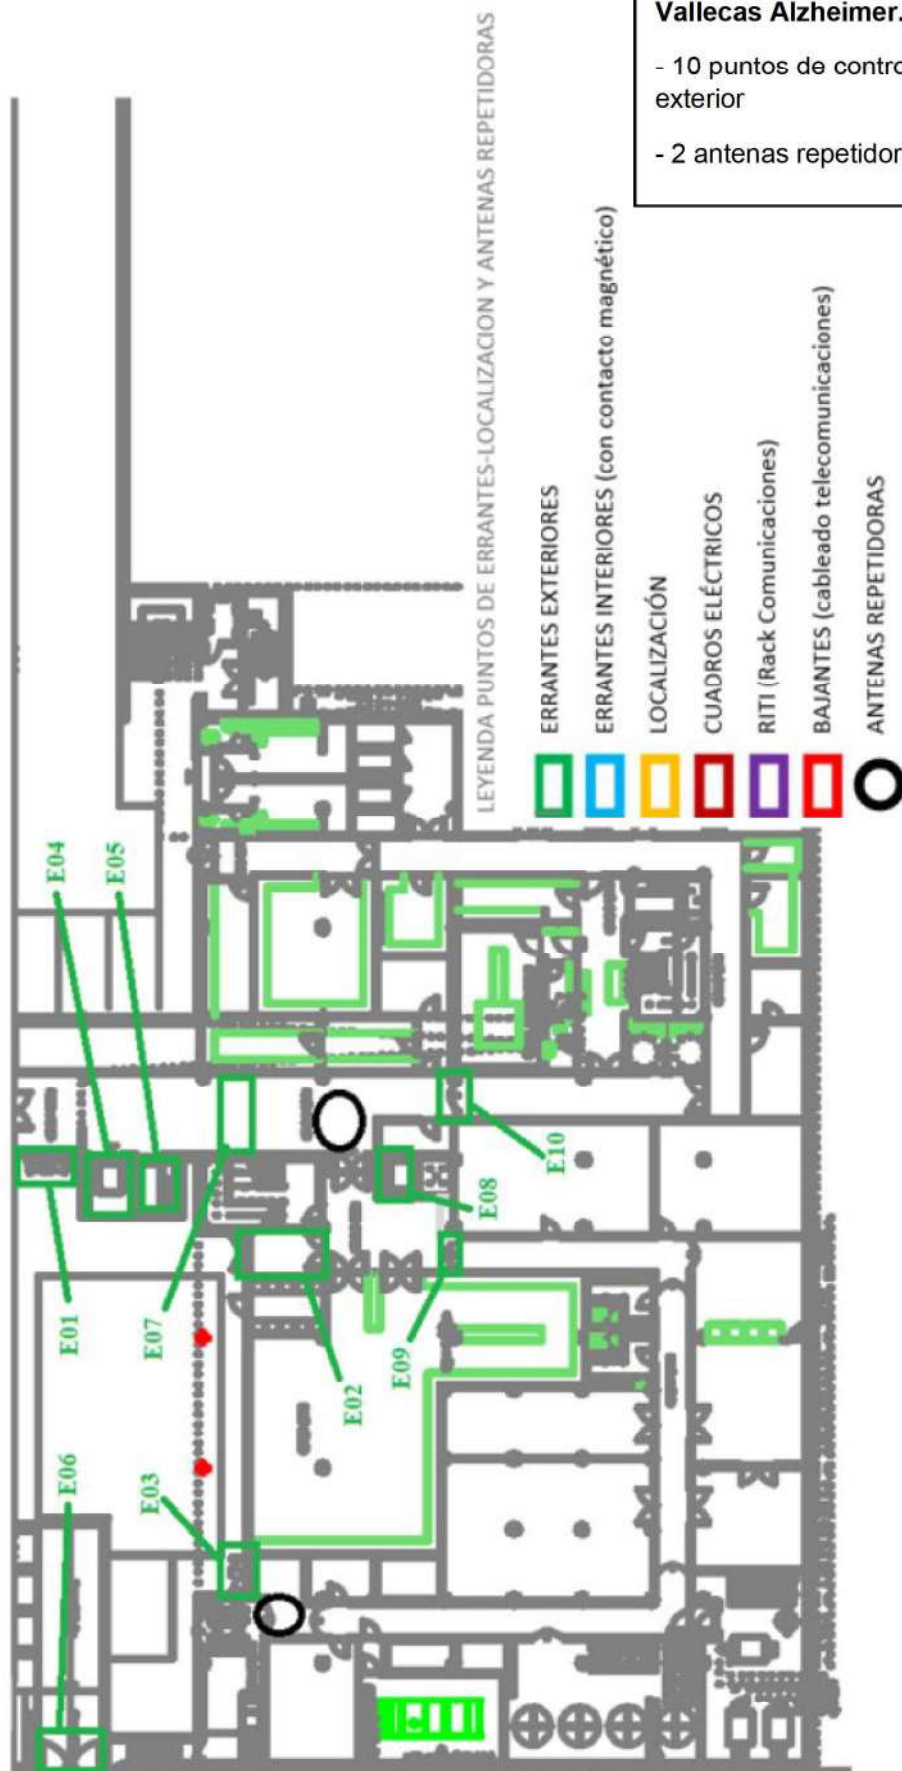 Vallecas Alzheimer.
- 10 puntos de contro
exterior
- 2 antenas repetidor
LEYENDA PUNTOS DE ERRANTES-LOCALIZACION Y ANTENAS REPETIDORAS
ERRANTES EXTERIORES
ERRANTES INTERIORES (con contacto magnético)
LOCALIZACIÓN
CUADROS ELÉCTRICOS
RITI (Rack Comunicaciones)
BAJANTES (cableado telecomunicaciones)
ANTENAS REPETIDORAS
E04
E05
E01
E07
E06
E03
E02
E09
E08
E10